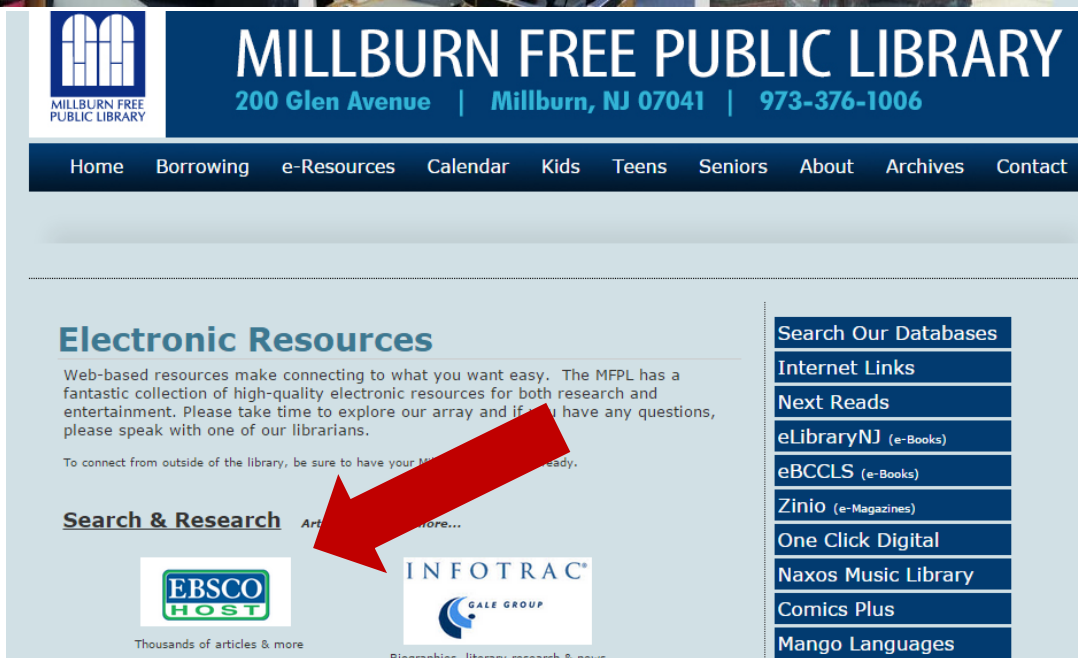 MILLBURN FREE PUBLIC LIBRARY
MILLBURN FREE
PUBLIC LIBRARY
200 Glen Avenue | Millburn, NJ 07041 | 973-376-1006
Home Borrowing e-Resources Calendar Kids Teens Seniors About Archives Contact
Electronic Resources
Web-based resources make connecting to what you want easy. The MFPL has a
fantastic collection of high-quality electronic resources for both research and
entertainment. Please take time to explore our array and if you have any questions,
please speak with one of our librarians.
To connect from outside of the library, be sure to have your ready.
Search & Research more...
EBSCO
HOST
Thousands of articles & more
INFOTRAC®
GALE GROUP
Biographies, literary research & news
Search Our Databases
Internet Links
Next Reads
eLibraryNJ (e-Books)
eBCCLS (e-Books)
Zinio (e-Magazines)
One Click Digital
Naxos Music Library
Comics Plus
Mango Languages